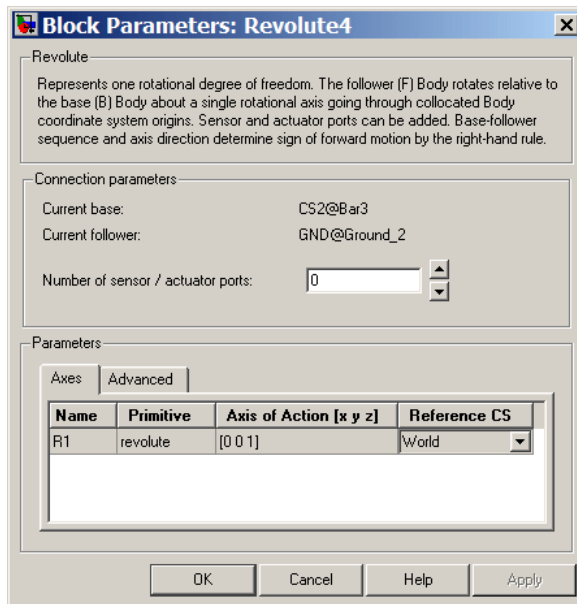 Block Parameters: Revolute4
Revolute
Represents one rotational degree of freedom. The follower (F) Body rotates relative to
the base (B) Body about a single rotational axis going through collocated Body
coordinate system origins. Sensor and actuator ports can be added. Base-follower
sequence and axis direction determine sign of forward motion by the right-hand rule.
Connection parameters
Current base: CS2@Bar3
Current follower: GND@Ground_2
Number of sensor / actuator ports: 0
Parameters
Axes Advanced
Name Primitive Axis of Action [x y z] Reference CS
R1 revolute [0 0 1] World
OK Cancel Help Apply